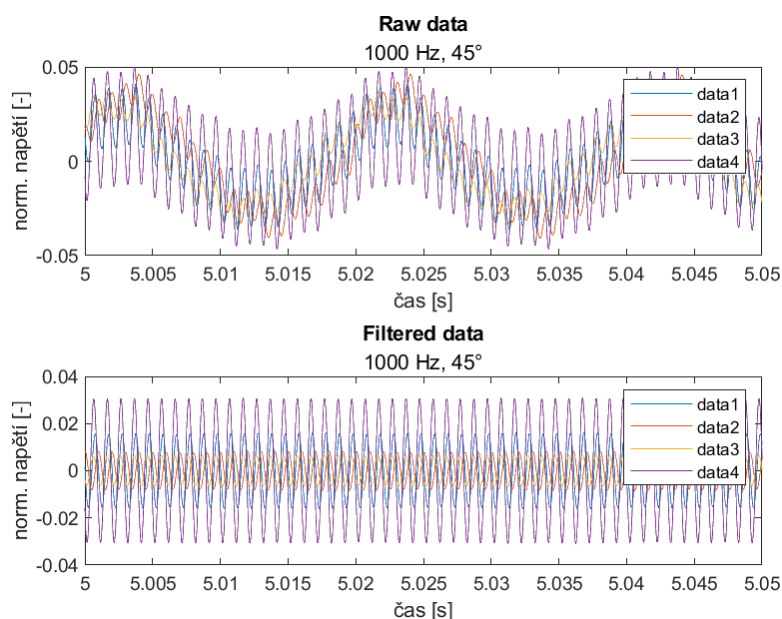 Raw data
1000 Hz, 45°
0.05
0
-0.05
norm. napětí [-]
5
5.005
5.01
5.015
5.02
5.025
5.03
5.035
5.04
5.045
5.05
čas [s]
data1
data2
data3
data4
Filtered data
1000 Hz, 45°
0.04
0.02
0
-0.02
-0.04
norm. napětí [-]
5
5.005
5.01
5.015
5.02
5.025
5.03
5.035
5.04
5.045
5.05
čas [s]
data1
data2
data3
data4